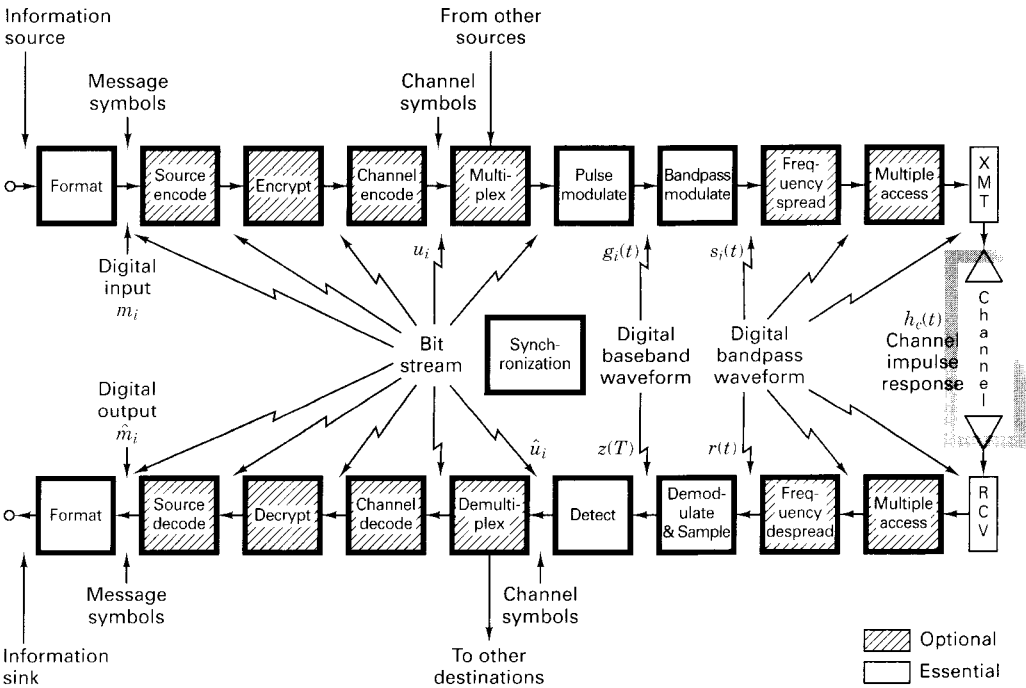 Information
source
From other
sources
Message
symbols
Channel
symbols
Format
Source
encode
Encrypt
Channel
encode
Multi-
plex
Pulse
modulate
Bandpass
modulate
Freq-
uency
spread
Multiple
access
X
M
T
Digital
input
m_i
u_i
g_i(t)
s_i(t)
Bit
stream
Synch-
ronization
Digital
baseband
waveform
Digital
bandpass
waveform
h_c(t)
Channel
impulse
response
C
h
a
n
n
e
l
Digital
output
m̂_i
û_i
z(T)
r(t)
Format
Source
decode
Decrypt
Channel
decode
Demulti-
plex
Detect
Demod-
ulate
& Sample
Freq-
uency
despread
Multiple
access
R
C
V
Message
symbols
Channel
symbols
Information
sink
To other
destinations
Optional
Essential